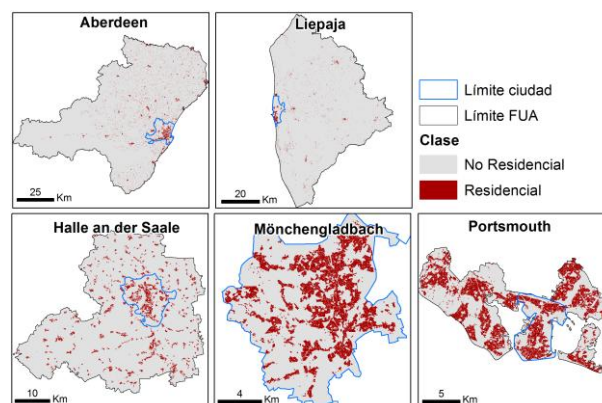 Aberdeen
25 Km
Liepaja
20 Km
Límite ciudad
Límite FUA
Clase
No Residencial
Residencial
Halle an der Saale
10 Km
Mönchengladbach
4 Km
Portsmouth
5 Km